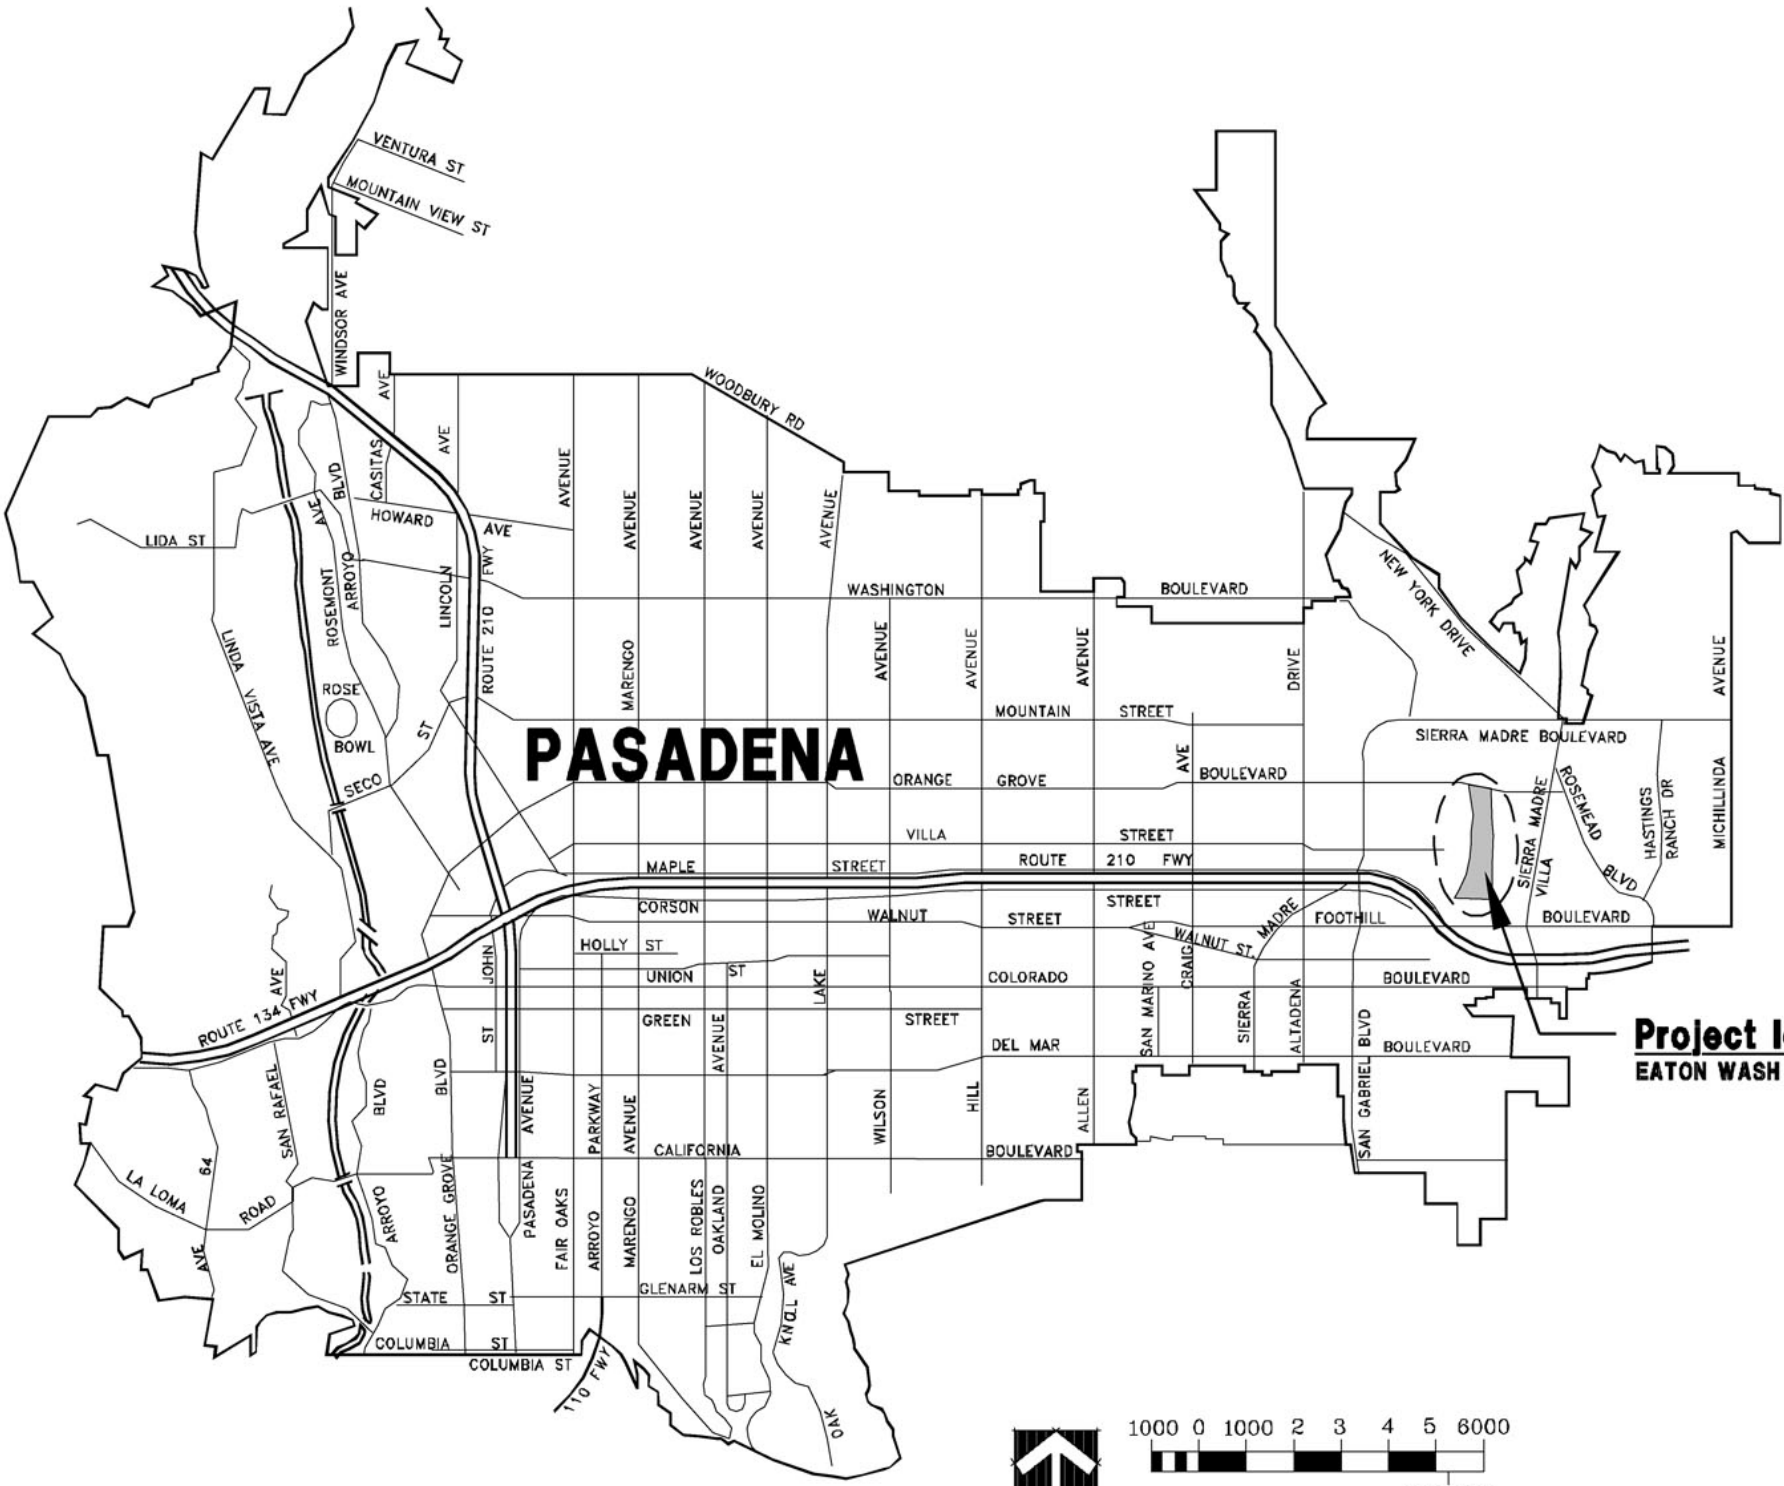 VENTURA ST
MOUNTAIN VIEW ST
WINDSOR AVE
WOODBURY RD
CASITAS AVE
LINCOLN AVE
ARROYO BLVD
ROSEMONT AVE
HOWARD AVE
LIDA ST
ROUTE 210 FWY
AVENUE
AVENUE
AVENUE
AVENUE
AVENUE
WASHINGTON BOULEVARD
NEW YORK DRIVE
LINDA VISTA AVE
MARENGO
AVENUE
AVENUE
AVENUE
DRIVE
AVENUE
ROSE
BOWL
SECO ST
MOUNTAIN STREET
SIERRA MADRE BOULEVARD
PASADENA
ORANGE GROVE BOULEVARD
AVE
VILLA STREET
SIERRA MADRE
VILLA
ROSEMEAD BLVD
HASTINGS
RANCH DR
MICHILLINDA
MAPLE STREET
ROUTE 210 FWY
CORSON STREET
WALNUT STREET
FOOTHILL BOULEVARD
WALNUT ST.
MADRE
HOLLY ST
UNION ST
COLORADO BOULEVARD
ROUTE 134 FWY
AVE
JOHN
ST
LAKE
GREEN STREET
SAN MARINO AVE
CRAIG
SIERRA
ALTADENA
SAN GABRIEL BLVD
DEL MAR BOULEVARD
Project l
EATON WASH
SAN RAFAEL
BLVD
BLVD
AVENUE
PARKWAY
AVENUE
AVENUE
WILSON
HILL
ALLEN
CALIFORNIA BOULEVARD
LA LOMA ROAD
64
AVE
ARROYO
ORANGE GROVE
PASADENA
FAIR OAKS
ARROYO
MARENGO
LOS ROBLES
OAKLAND
EL MOLINO
STATE ST
GLENARM ST
COLUMBIA ST
COLUMBIA ST
110 FWY
OAK KNOLL AVE
1000 0 1000 2 3 4 5 6000